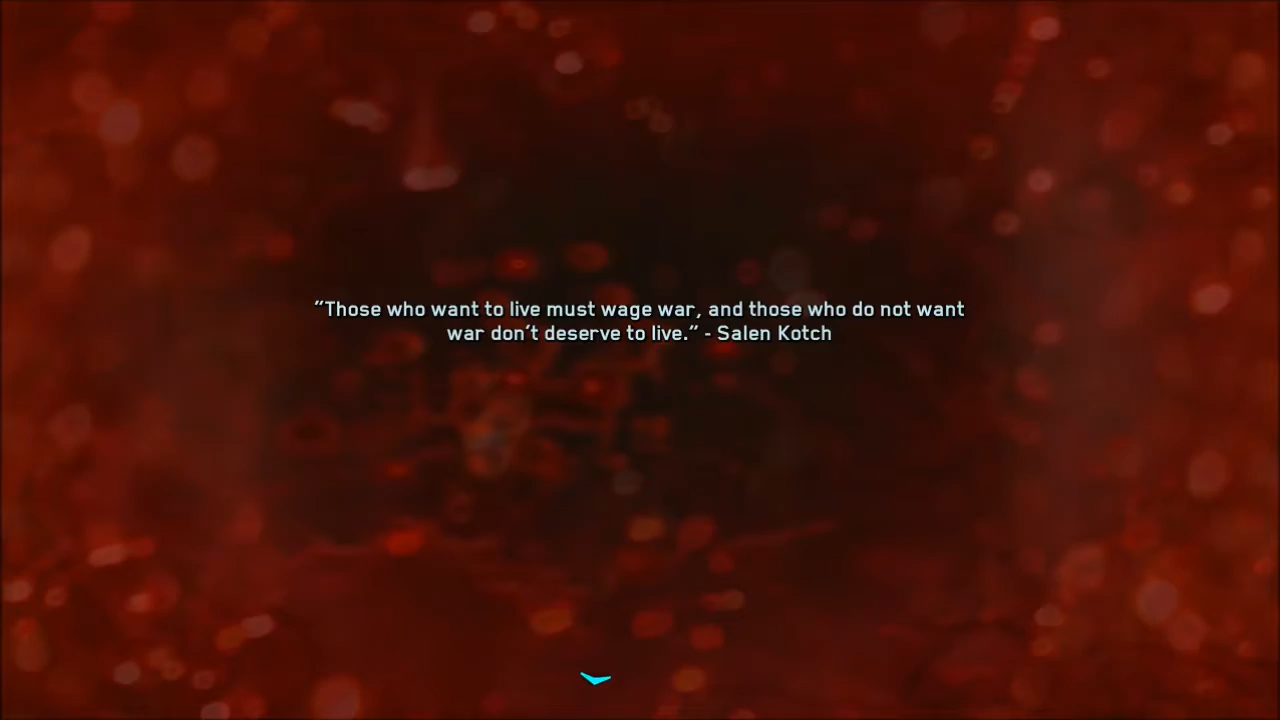 “Those who want to live must wage war, and those who do not want
war don’t deserve to live.” - Salen Kotch